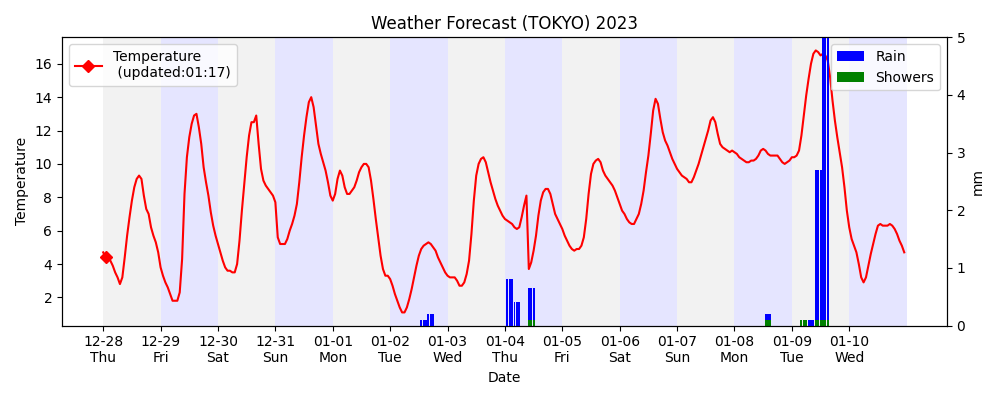 Weather Forecast (TOKYO) 2023
Temperature
(updated:01:17)
Rain
Showers
Temperature
16
14
12
10
8
6
4
2
5
4
3
2
1
0
mm
12-28 12-29 12-30 12-31 01-01 01-02 01-03 01-04 01-05 01-06 01-07 01-08 01-09 01-10
Thu Fri Sat Sun Mon Tue Wed Thu Fri Sat Sun Mon Tue Wed
Date